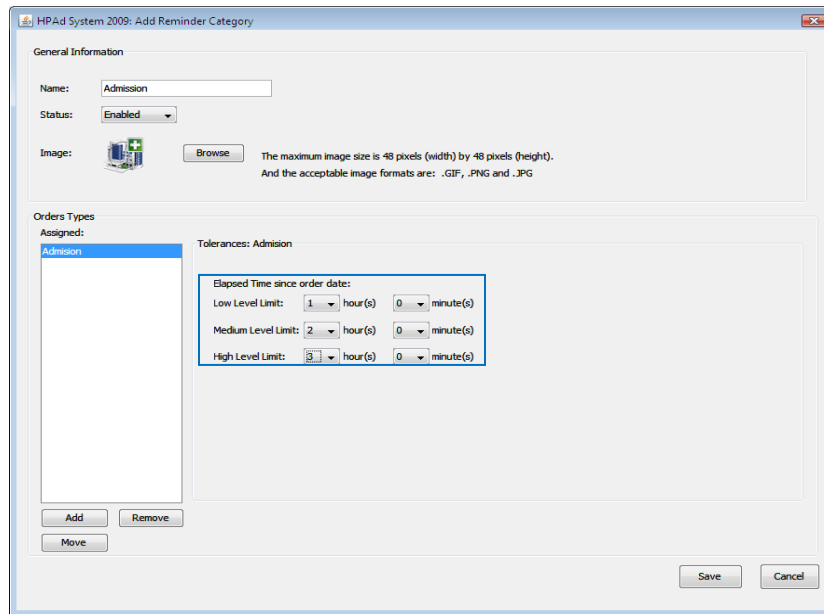 HPAd System 2009: Add Reminder Category
General Information
Name: Admission
Status: Enabled
Image: Browse The maximum image size is 48 pixels (width) by 48 pixels (height).
And the acceptable image formats are: .GIF, .PNG and .JPG
Orders Types
Assigned:
Admision
Tolerances: Admision
Elapsed Time since order date:
Low Level Limit: 1 hour(s) 0 minute(s)
Medium Level Limit: 2 hour(s) 0 minute(s)
High Level Limit: 3 hour(s) 0 minute(s)
Add Remove
Move
Save Cancel